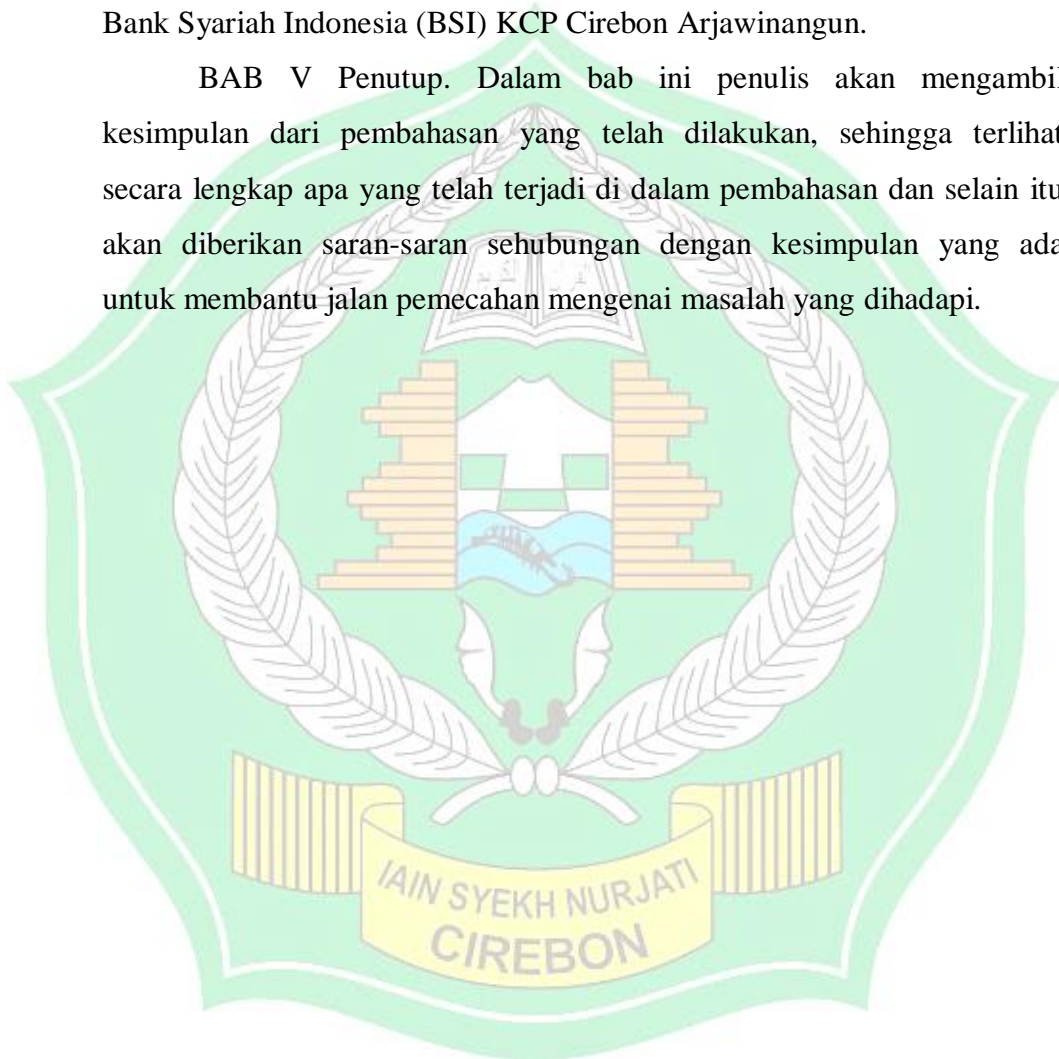 Bank Syariah Indonesia (BSI) KCP Cirebon Arjawinangun.
BAB V Penutup. Dalam bab ini penulis akan mengambil
kesimpulan dari pembahasan yang telah dilakukan, sehingga terlihat
secara lengkap apa yang telah terjadi di dalam pembahasan dan selain itu
akan diberikan saran-saran sehubungan dengan kesimpulan yang ada
untuk membantu jalan pemecahan mengenai masalah yang dihadapi.
IAIN SYEKH NURJATI
CIREBON